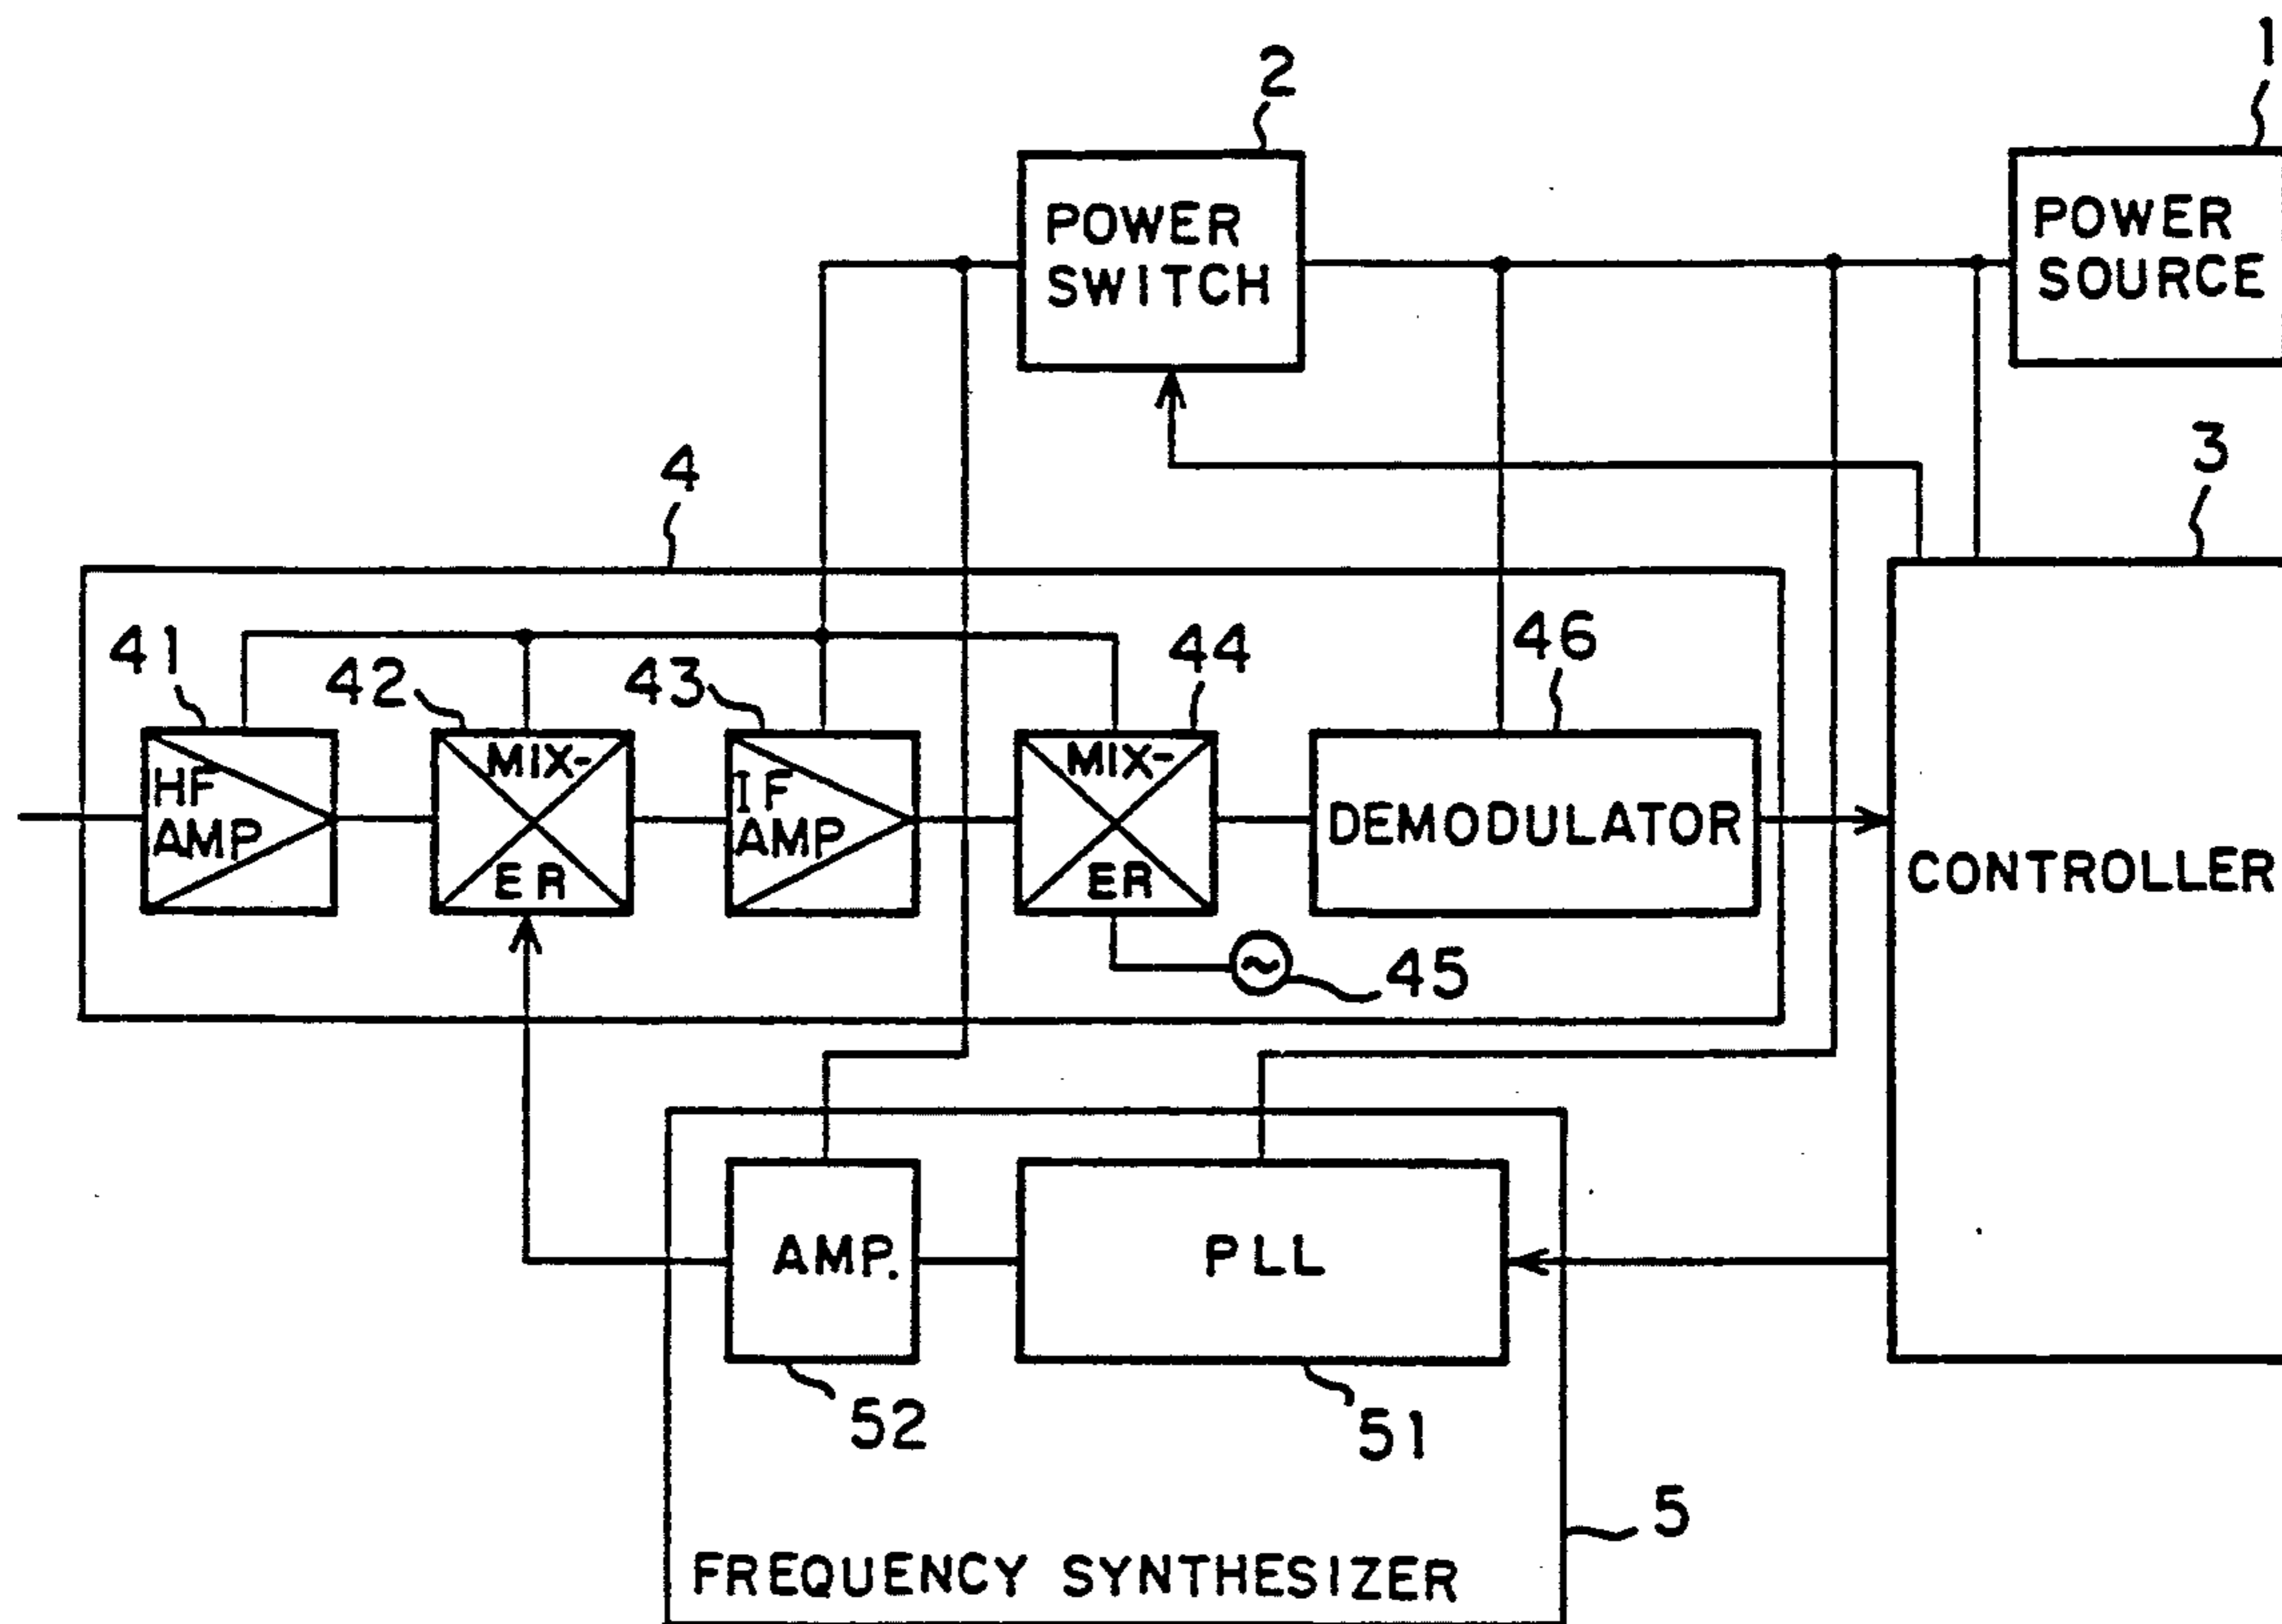 1
2
POWER
SWITCH
POWER
SOURCE
3
4
41
42
43
44
46
HF
AMP
MIX-
ER
IF
AMP
MIX-
ER
DEMODULATOR
CONTROLLER
45
AMP.
PLL
52
51
5
FREQUENCY SYNTHESIZER